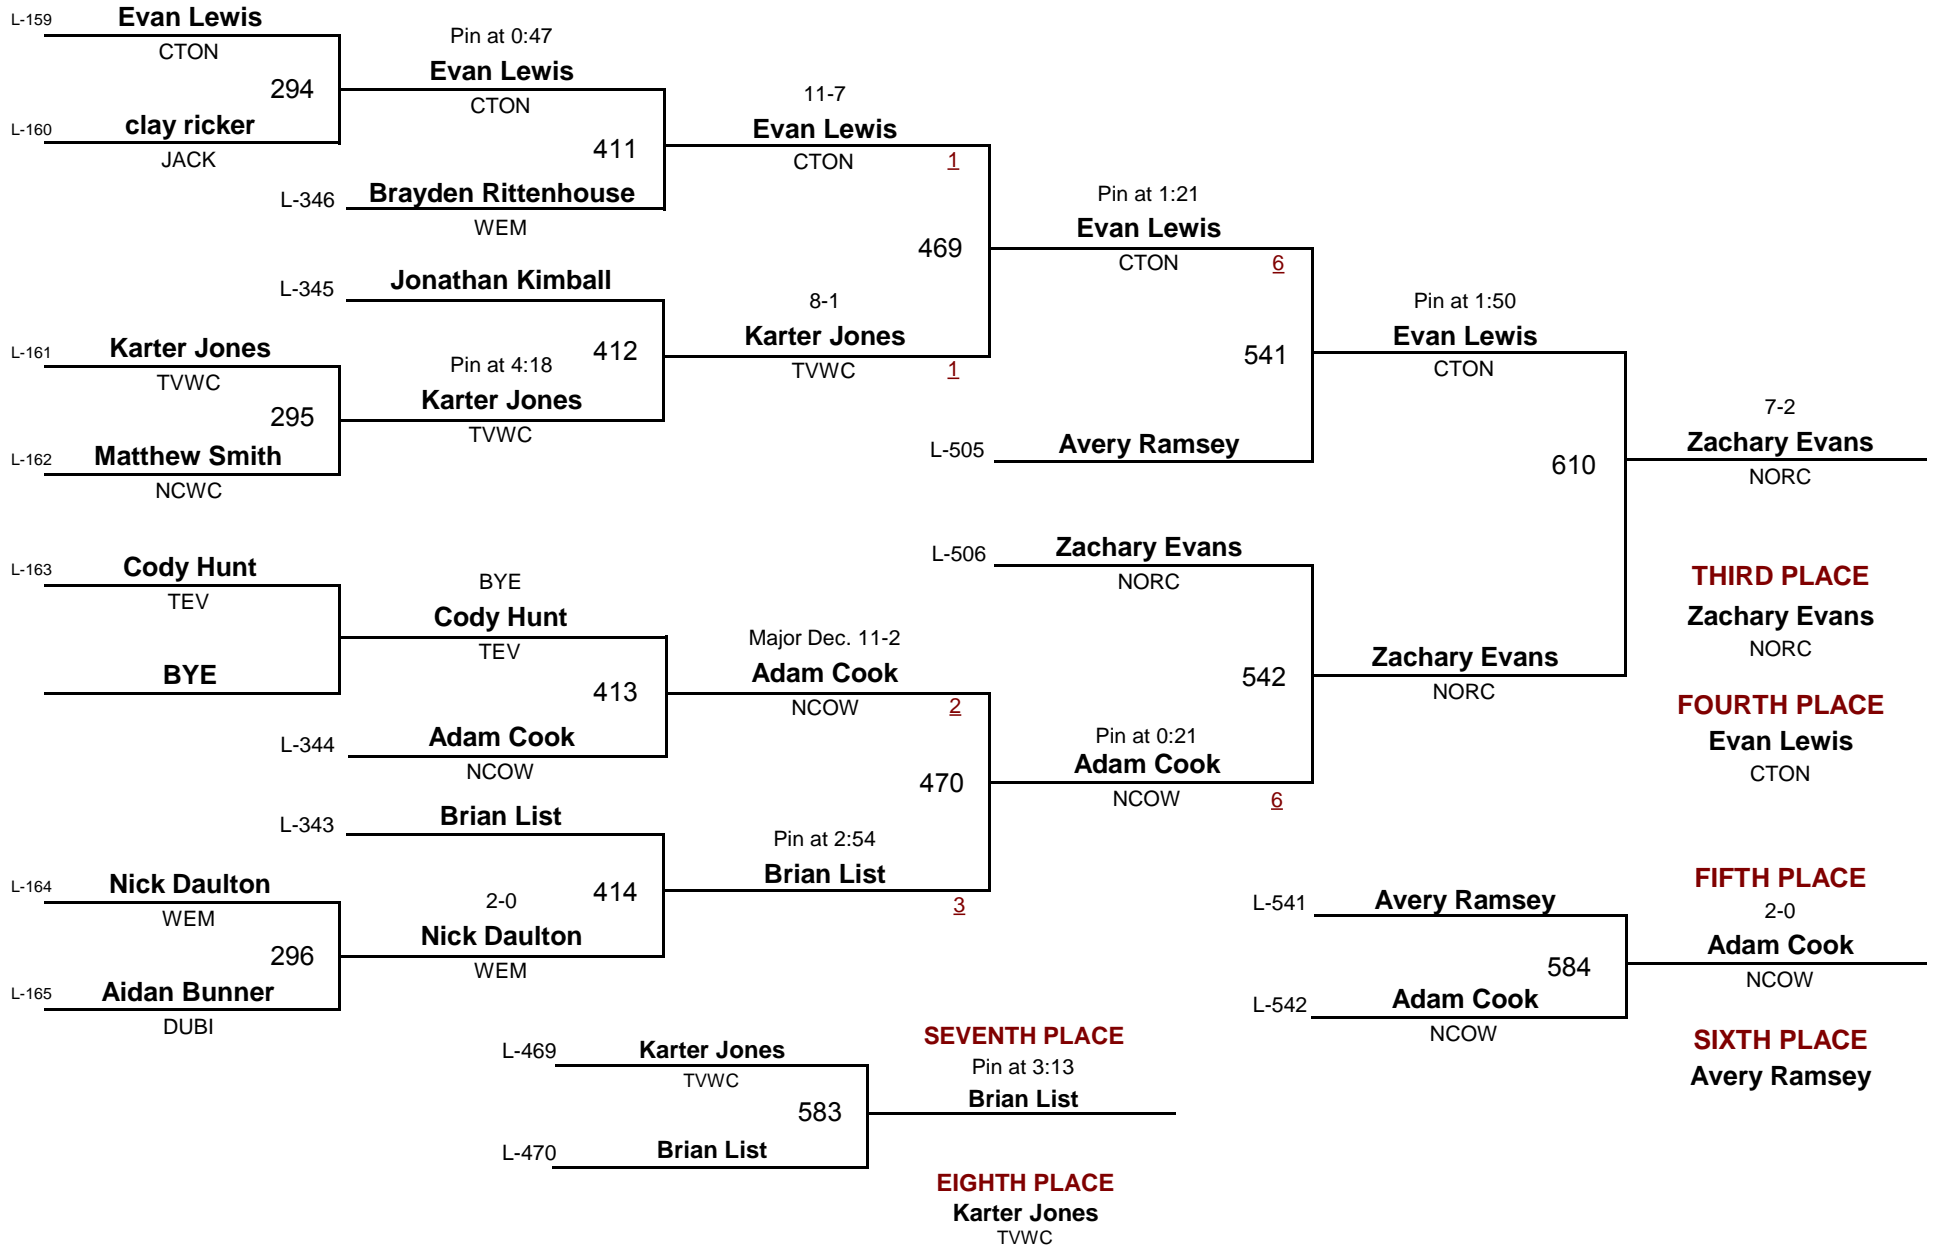 L-159 Evan Lewis
CTON
294
L-160 clay ricker
JACK
Pin at 0:47
Evan Lewis
CTON
411
L-346 Brayden Rittenhouse
WEM
L-345 Jonathan Kimball
412
L-161 Karter Jones
TVWC
295
L-162 Matthew Smith
NCWC
Pin at 4:18
Karter Jones
TVWC
11-7
Evan Lewis
CTON 1
469
8-1
Karter Jones
TVWC 1
Pin at 1:21
Evan Lewis
CTON 6
541
L-505 Avery Ramsey
Pin at 1:50
Evan Lewis
CTON
610
7-2
Zachary Evans
NORC
L-163 Cody Hunt
TEV
BYE
BYE
Cody Hunt
TEV
413
L-344 Adam Cook
NCOW
L-343 Brian List
414
L-164 Nick Daulton
WEM
296
L-165 Aidan Bunner
DUBI
2-0
Nick Daulton
WEM
Major Dec. 11-2
Adam Cook
NCOW 2
470
Pin at 2:54
Brian List
3
L-506 Zachary Evans
NORC
542
Pin at 0:21
Adam Cook
NCOW 6
Zachary Evans
NORC
THIRD PLACE
Zachary Evans
NORC
FOURTH PLACE
Evan Lewis
CTON
L-541 Avery Ramsey
584
L-542 Adam Cook
NCOW
FIFTH PLACE
2-0
Adam Cook
NCOW
SIXTH PLACE
Avery Ramsey
L-469 Karter Jones
TVWC
583
L-470 Brian List
SEVENTH PLACE
Pin at 3:13
Brian List
EIGHTH PLACE
Karter Jones
TVWC